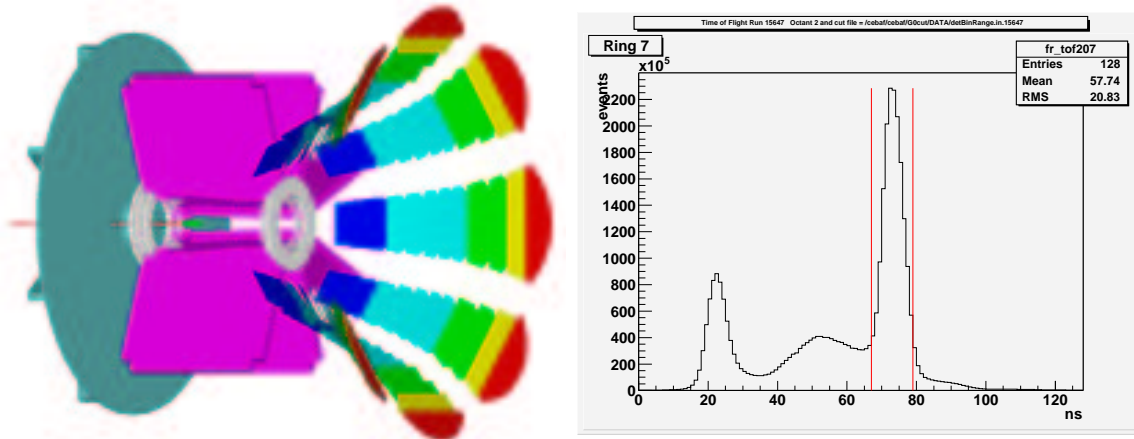 Time of Flight Run 15647 Octant 2 and cut file = /cebaf/cebaf/G0cut/DATA/detBinRange.in.15647
Ring 7
fr_tof207
Entries 128
Mean 57.74
RMS 20.83
x10^5
events
2200
2000
1800
1600
1400
1200
1000
800
600
400
200
0
0 20 40 60 80 100 120
ns